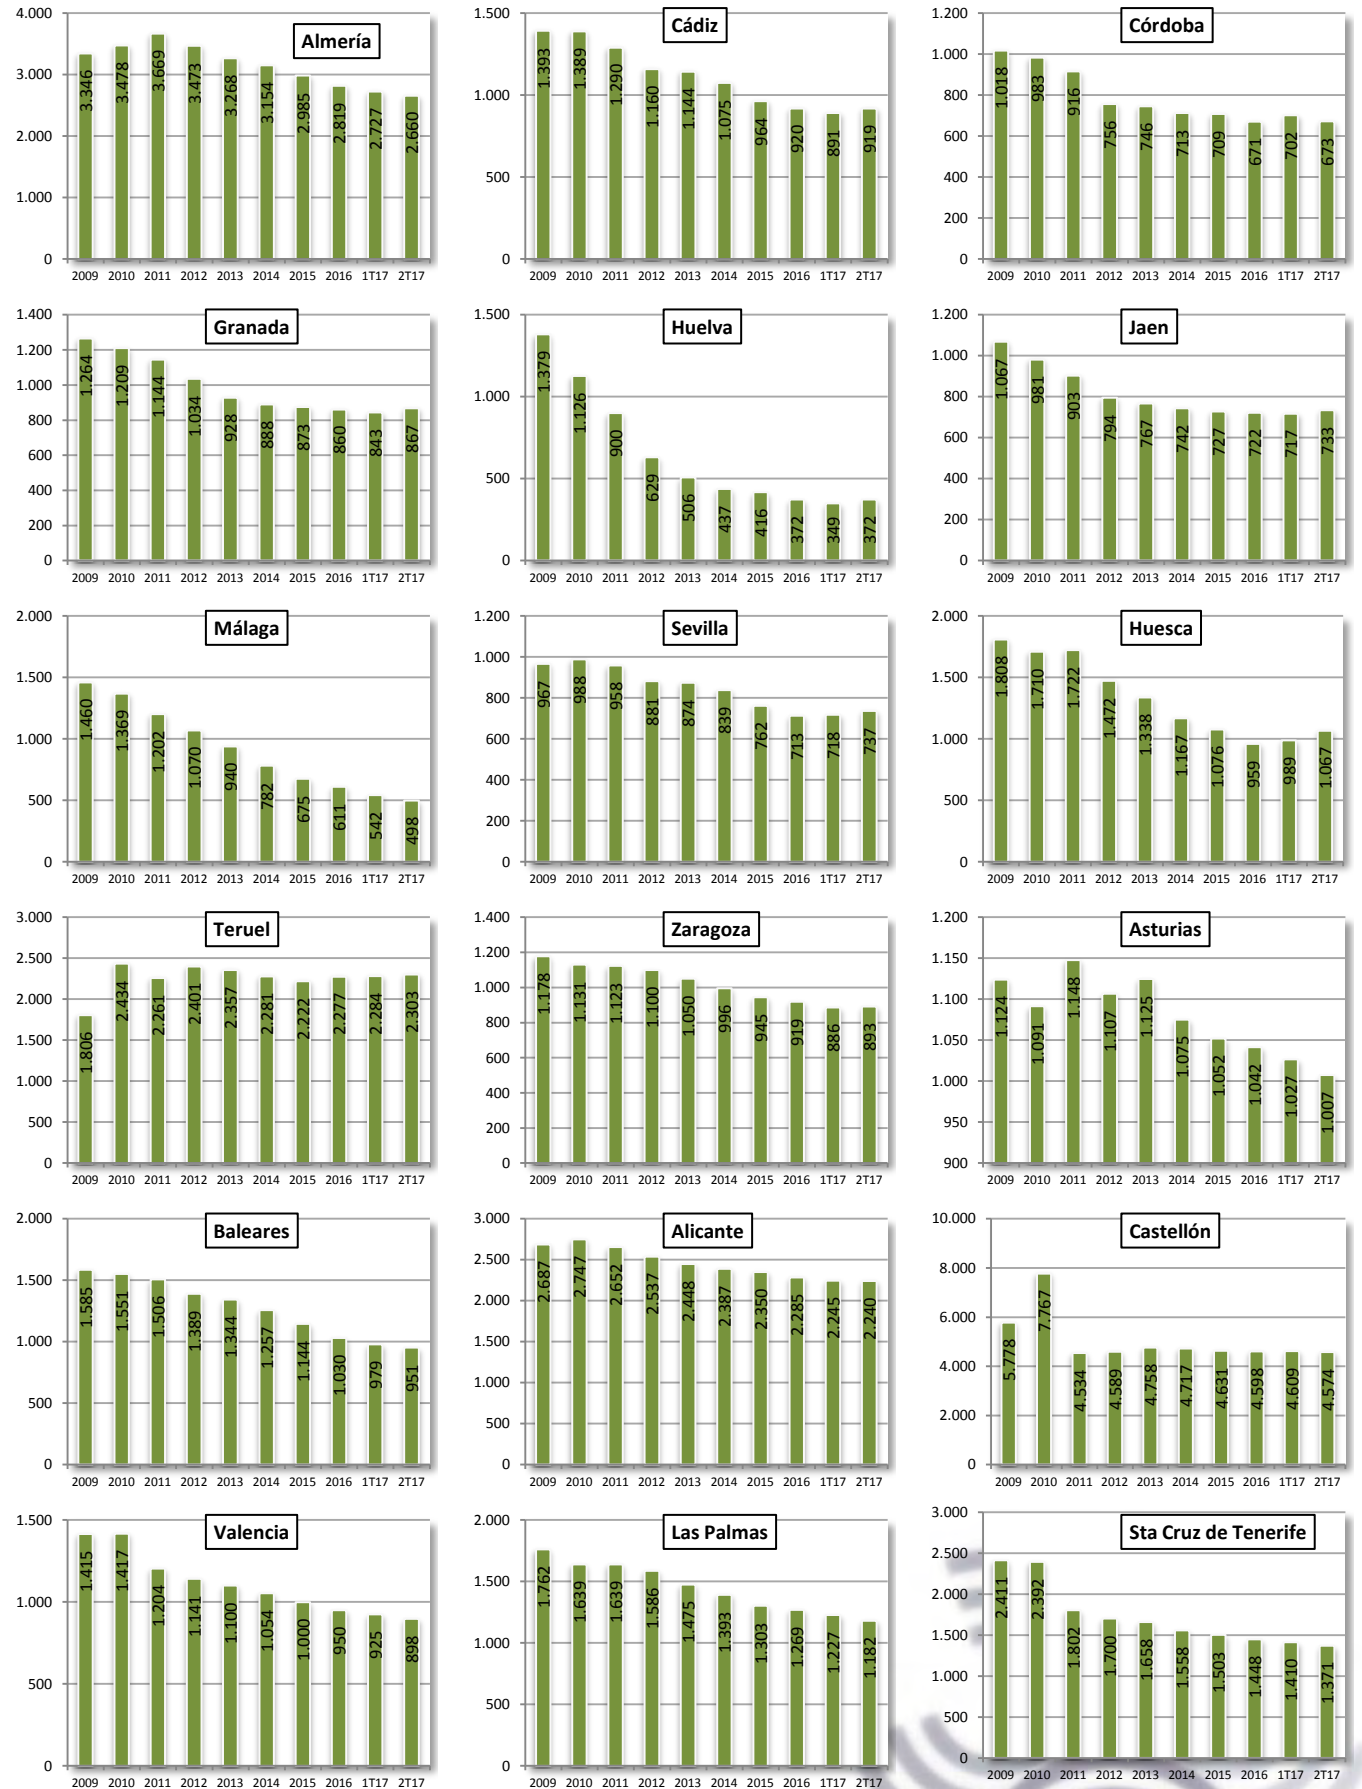 Almería
4.000
3.000
2.000
1.000
0
3.346 3.478 3.669 3.473 3.268 3.154 2.985 2.819 2.727 2.660
2009 2010 2011 2012 2013 2014 2015 2016 1T17 2T17
Cádiz
1.500
1.000
500
0
1.393 1.389 1.290 1.160 1.144 1.075 964 920 891 919
2009 2010 2011 2012 2013 2014 2015 2016 1T17 2T17
Córdoba
1.200
1.000
800
600
400
200
0
1.018 983 916 756 746 713 709 671 702 673
2009 2010 2011 2012 2013 2014 2015 2016 1T17 2T17
Granada
1.400
1.200
1.000
800
600
400
200
0
1.264 1.209 1.144 1.034 928 888 873 860 843 867
2009 2010 2011 2012 2013 2014 2015 2016 1T17 2T17
Huelva
1.500
1.000
500
0
1.379 1.126 900 629 506 437 416 372 349 372
2009 2010 2011 2012 2013 2014 2015 2016 1T17 2T17
Jaen
1.200
1.000
800
600
400
200
0
1.067 981 903 794 767 742 727 722 717 733
2009 2010 2011 2012 2013 2014 2015 2016 1T17 2T17
Málaga
2.000
1.500
1.000
500
0
1.460 1.369 1.202 1.070 940 782 675 611 542 498
2009 2010 2011 2012 2013 2014 2015 2016 1T17 2T17
Sevilla
1.200
1.000
800
600
400
200
0
967 988 958 881 874 839 762 713 718 737
2009 2010 2011 2012 2013 2014 2015 2016 1T17 2T17
Huesca
2.000
1.500
1.000
500
0
1.808 1.710 1.722 1.472 1.338 1.167 1.076 959 989 1.067
2009 2010 2011 2012 2013 2014 2015 2016 1T17 2T17
Teruel
3.000
2.500
2.000
1.500
1.000
500
0
1.806 2.434 2.261 2.401 2.357 2.281 2.222 2.277 2.284 2.303
2009 2010 2011 2012 2013 2014 2015 2016 1T17 2T17
Zaragoza
1.400
1.200
1.000
800
600
400
200
0
1.178 1.131 1.123 1.100 1.050 996 945 919 886 893
2009 2010 2011 2012 2013 2014 2015 2016 1T17 2T17
Asturias
1.200
1.150
1.100
1.050
1.000
950
900
1.124 1.091 1.148 1.107 1.125 1.075 1.052 1.042 1.027 1.007
2009 2010 2011 2012 2013 2014 2015 2016 1T17 2T17
Baleares
2.000
1.500
1.000
500
0
1.585 1.551 1.506 1.389 1.344 1.257 1.144 1.030 979 951
2009 2010 2011 2012 2013 2014 2015 2016 1T17 2T17
Alicante
3.000
2.500
2.000
1.500
1.000
500
0
2.687 2.747 2.652 2.537 2.448 2.387 2.350 2.285 2.245 2.240
2009 2010 2011 2012 2013 2014 2015 2016 1T17 2T17
Castellón
10.000
8.000
6.000
4.000
2.000
0
5.778 7.767 4.534 4.589 4.758 4.717 4.631 4.598 4.609 4.574
2009 2010 2011 2012 2013 2014 2015 2016 1T17 2T17
Valencia
1.500
1.000
500
0
1.415 1.417 1.204 1.141 1.100 1.054 1.000 950 925 898
2009 2010 2011 2012 2013 2014 2015 2016 1T17 2T17
Las Palmas
2.000
1.500
1.000
500
0
1.762 1.639 1.639 1.586 1.475 1.393 1.303 1.269 1.227 1.182
2009 2010 2011 2012 2013 2014 2015 2016 1T17 2T17
Sta Cruz de Tenerife
3.000
2.500
2.000
1.500
1.000
500
0
2.411 2.392 1.802 1.700 1.658 1.558 1.503 1.448 1.410 1.371
2009 2010 2011 2012 2013 2014 2015 2016 1T17 2T17